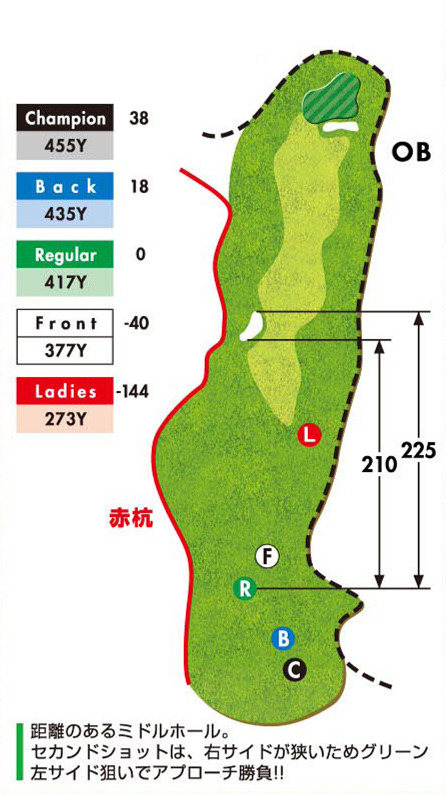 Champion 38
455Y
Back 18
435Y
Regular 0
417Y
Front -40
377Y
Ladies -144
273Y
OB
L
225
210
赤杭
F
R
B
C
距離のあるミドルホール。
セカンドショットは、右サイドが狭いためグリーン
左サイド狙いでアプローチ勝負!!